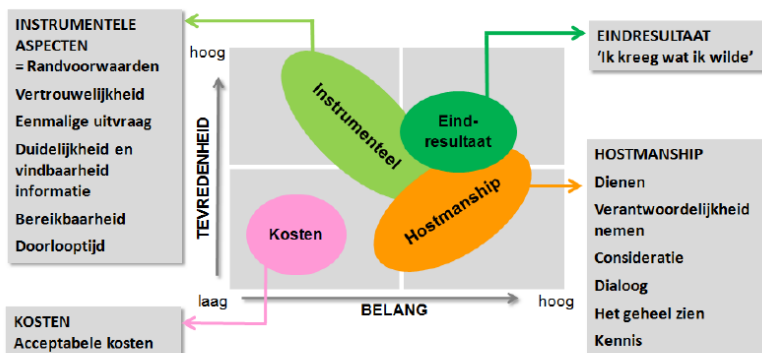 INSTRUMENTELE
ASPECTEN
= Randvoorwaarden
Vertrouwelijkheid
Eenmalige uitvraag
Duidelijkheid en
vindbaarheid
informatie
Bereikbaarheid
Doorlooptijd
KOSTEN
Acceptabele kosten
hoog
TEVREDENHEID
laag
BELANG
hoog
Instrumenteel
Eind-
resultaat
Hostmanship
Kosten
EINDRESULTAAT
‘Ik kreeg wat ik wilde’
HOSTMANSHIP
Dienen
Verantwoordelijkheid
nemen
Consideratie
Dialoog
Het geheel zien
Kennis